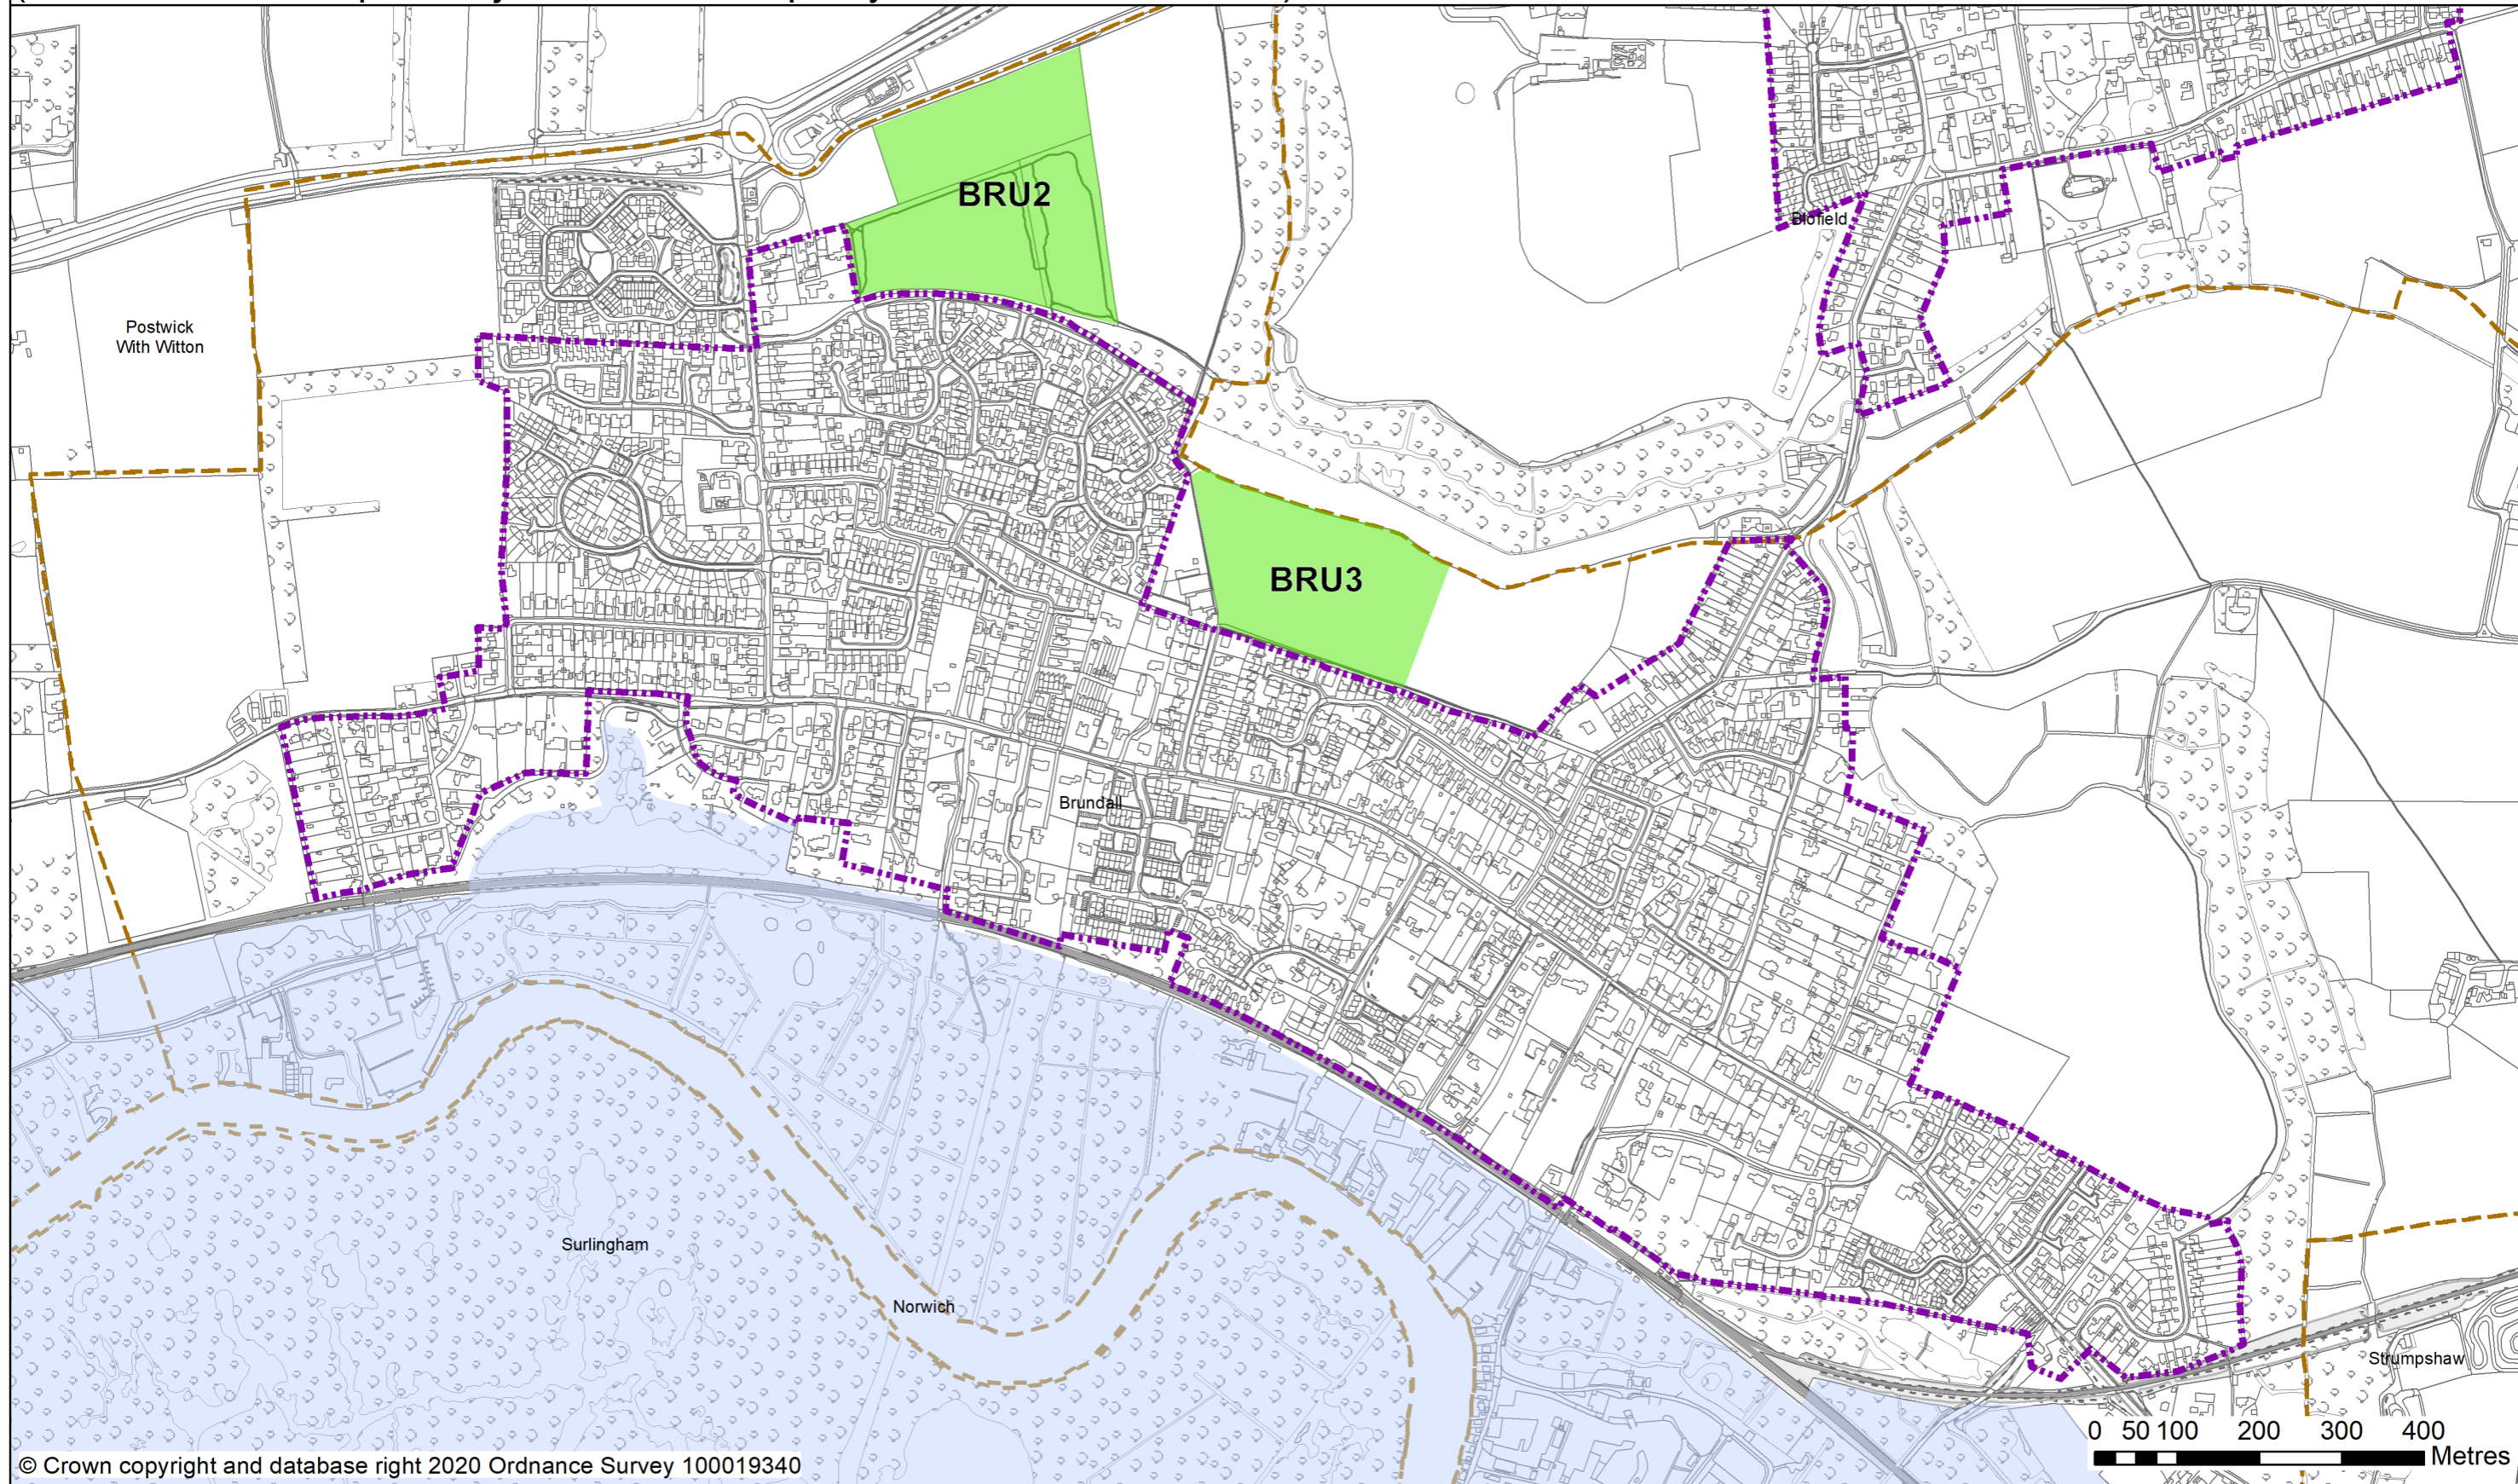 BRU2
Blofield
Postwick
With Witton
BRU3
Brundall
Surlingham
Norwich
Strumpshaw
0 50 100 200 300 400
Metres
© Crown copyright and database right 2020 Ordnance Survey 100019340